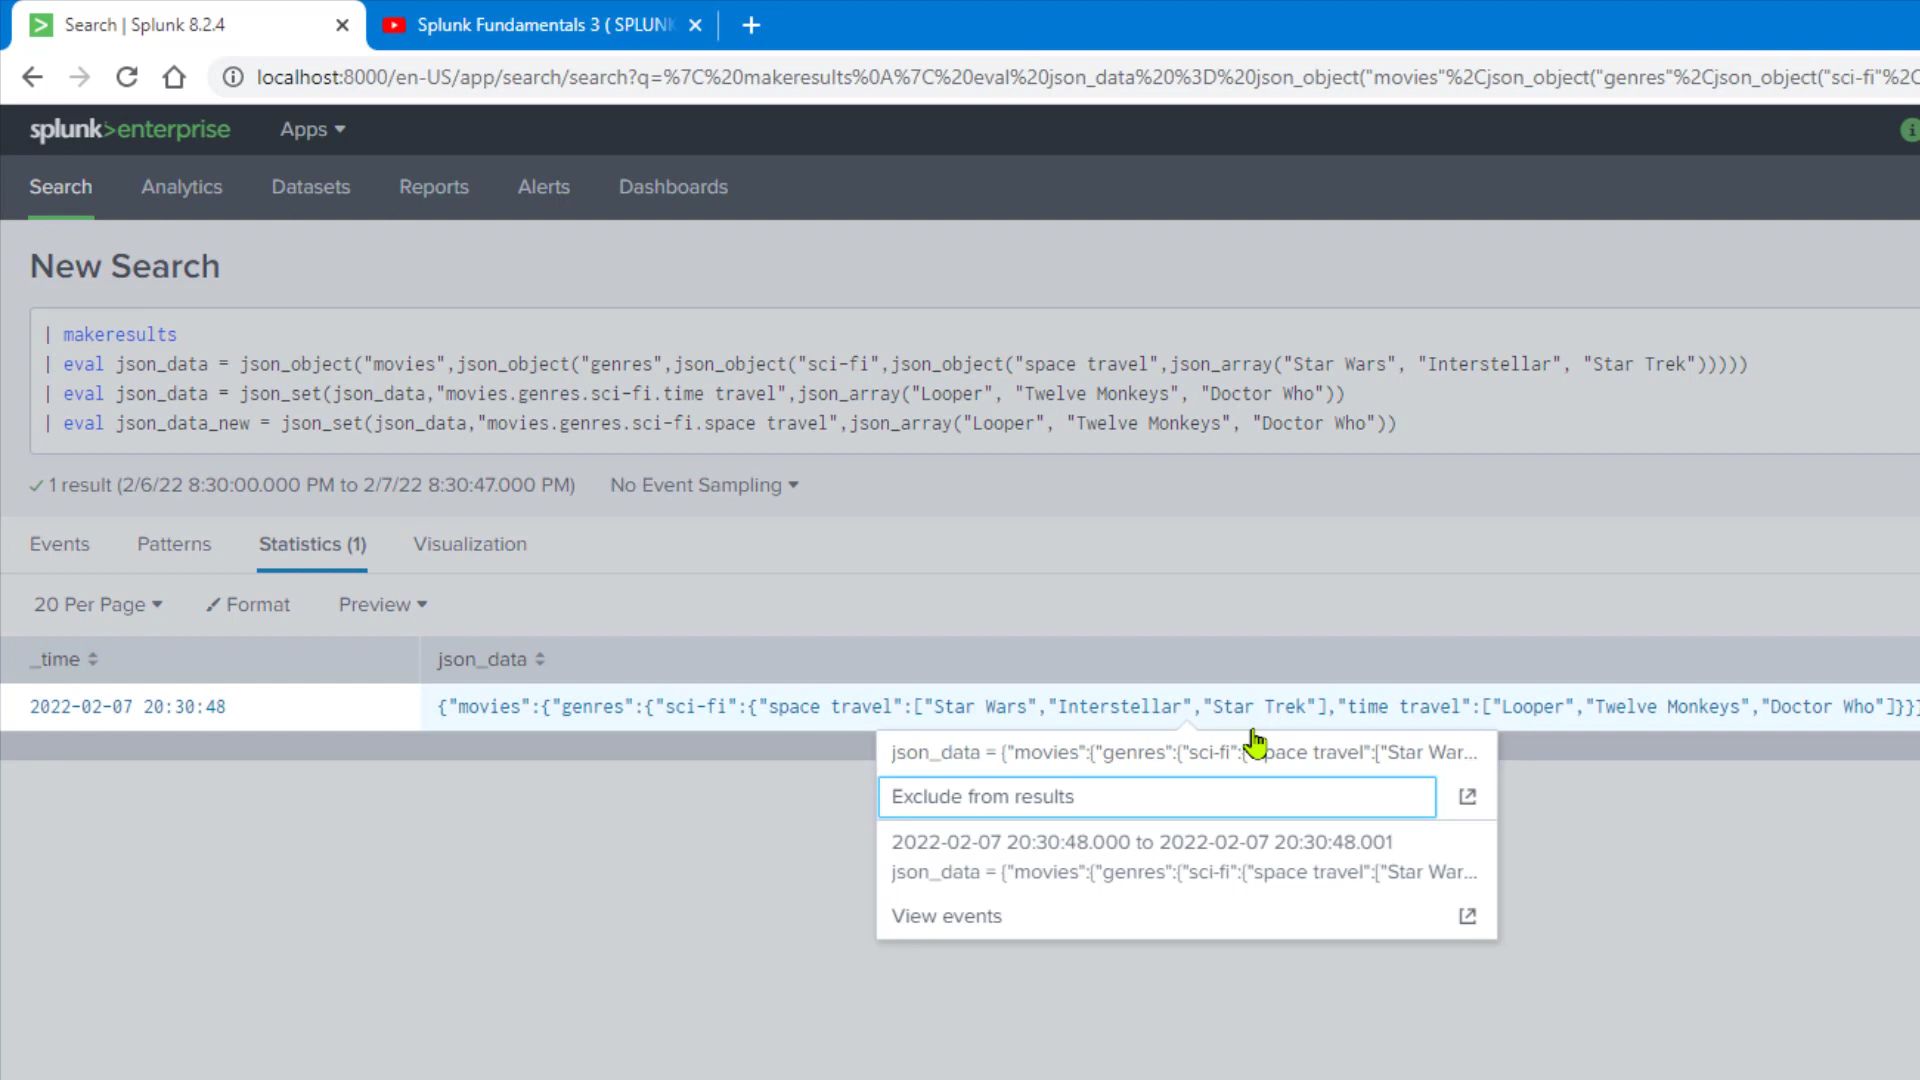 Search | Splunk 8.2.4
Splunk Fundamentals 3 ( SPLUNK
localhost:8000/en-US/app/search/search?q=%7C%20makeresults%0A%7C%20eval%20json_data%20%3D%20json_object("movies"%2Cjson_object("genres"%2Cjson_object("sci-fi"%2C
splunk>enterprise Apps
Search Analytics Datasets Reports Alerts Dashboards
New Search
| makeresults
| eval json_data = json_object("movies",json_object("genres",json_object("sci-fi",json_object("space travel",json_array("Star Wars", "Interstellar", "Star Trek")))))
| eval json_data = json_set(json_data,"movies.genres.sci-fi.time travel",json_array("Looper", "Twelve Monkeys", "Doctor Who"))
| eval json_data_new = json_set(json_data,"movies.genres.sci-fi.space travel",json_array("Looper", "Twelve Monkeys", "Doctor Who"))
1 result (2/6/22 8:30:00.000 PM to 2/7/22 8:30:47.000 PM) No Event Sampling
Events Patterns Statistics (1) Visualization
20 Per Page Format Preview
_time json_data
2022-02-07 20:30:48 {"movies":{"genres":{"sci-fi":{"space travel":["Star Wars","Interstellar","Star Trek"],"time travel":["Looper","Twelve Monkeys","Doctor Who"]}}}
json_data = {"movies":{"genres":{"sci-fi":{"space travel":["Star War...
Exclude from results
2022-02-07 20:30:48.000 to 2022-02-07 20:30:48.001
json_data = {"movies":{"genres":{"sci-fi":{"space travel":["Star War...
View events